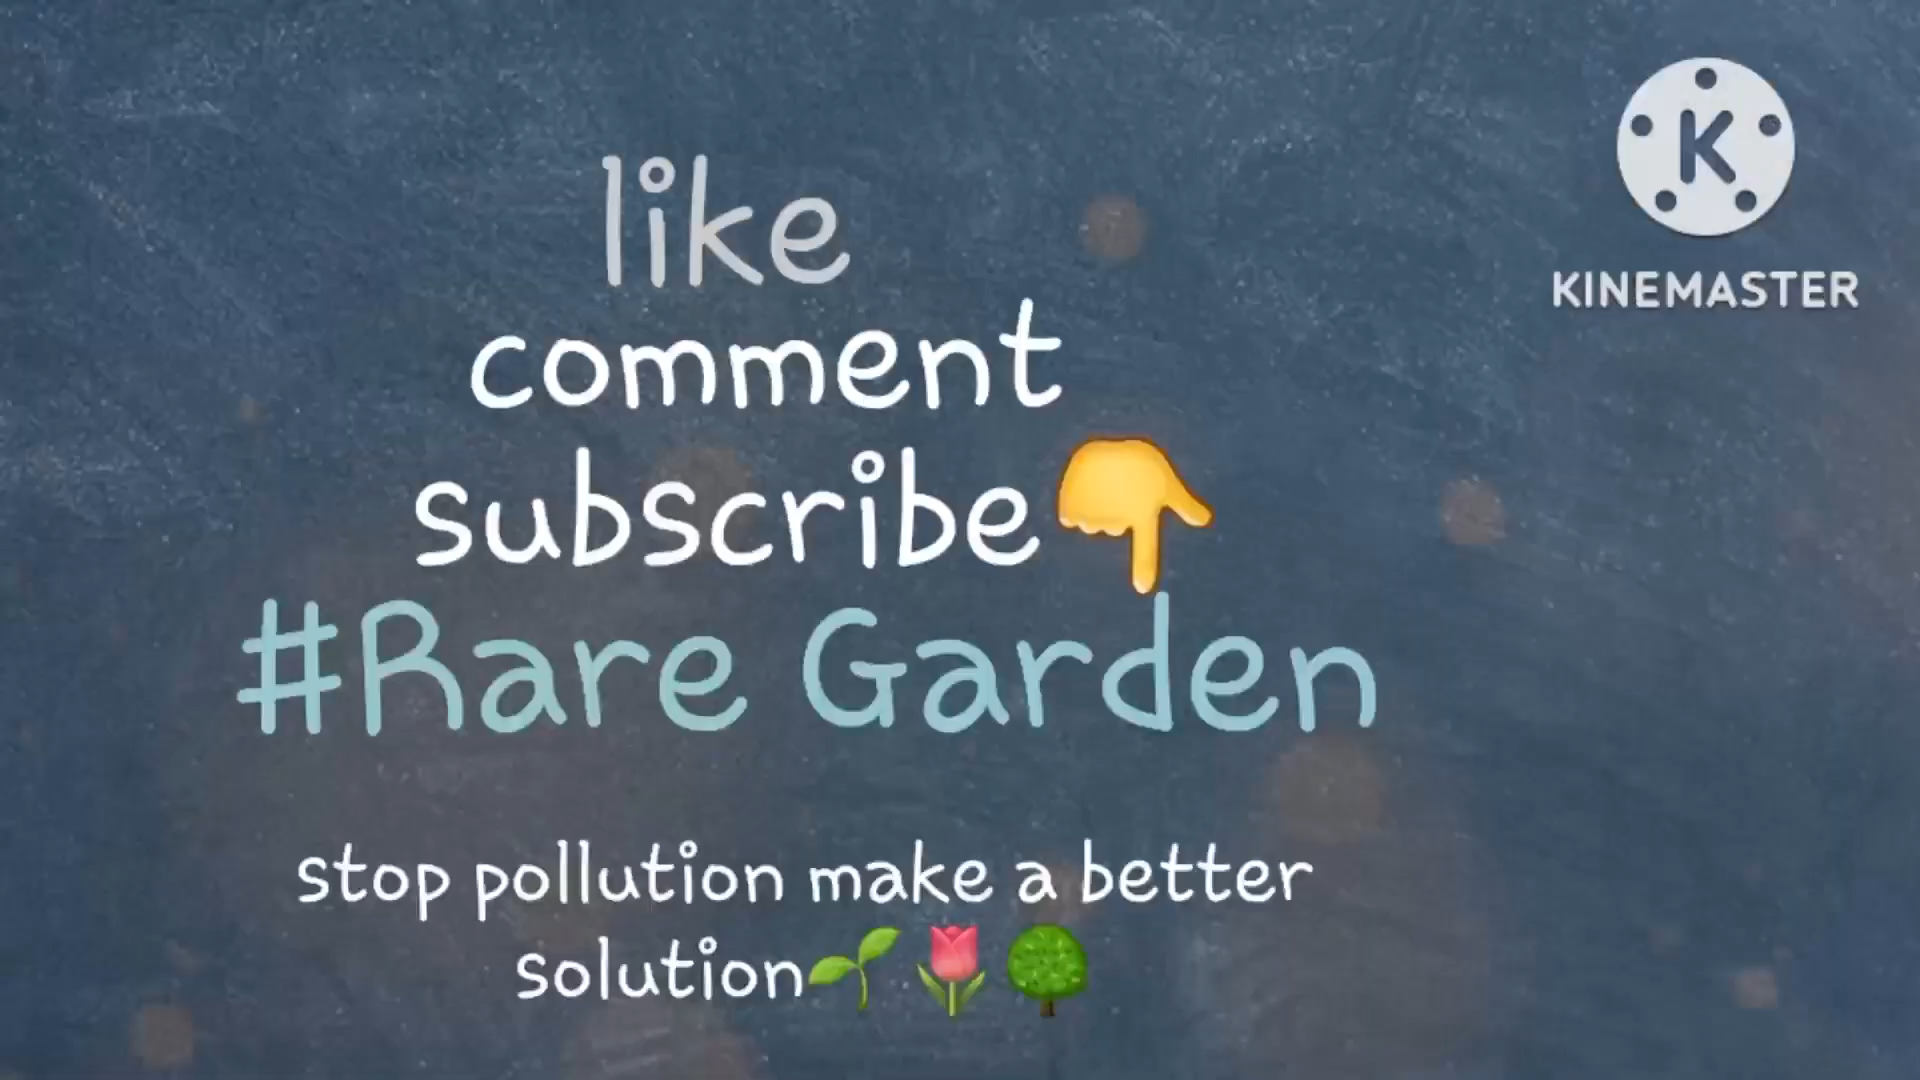 like
comment
subscribe👇
#Rare Garden
stop pollution make a better
solution🌱🌷🌳
K
KINEMASTER